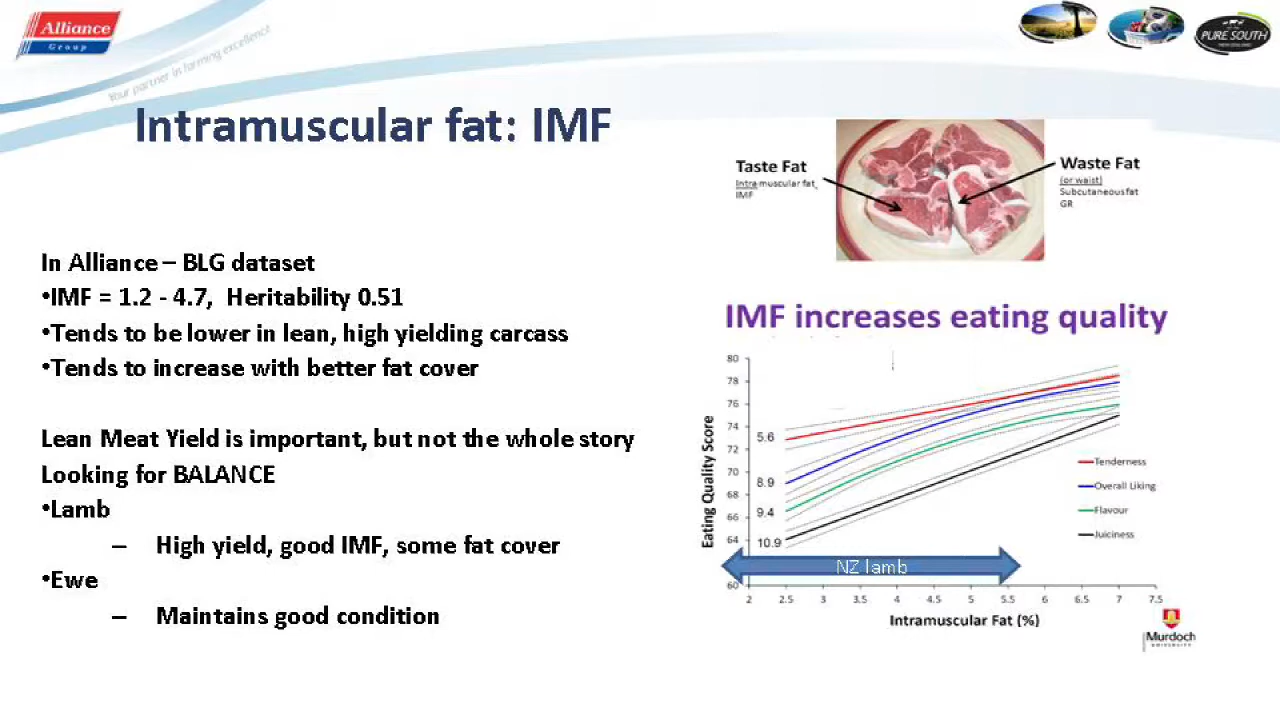 Alliance
Group
Your partner in farming excellence
PURE SOUTH
NEW ZEALAND
Intramuscular fat: IMF
Taste Fat
Intramuscular fat,
IMF
Waste Fat
(or waist)
Subcutaneous fat
GR
In Alliance – BLG dataset
•IMF = 1.2 - 4.7, Heritability 0.51
•Tends to be lower in lean, high yielding carcass
•Tends to increase with better fat cover
Lean Meat Yield is important, but not the whole story
Looking for BALANCE
•Lamb
– High yield, good IMF, some fat cover
•Ewe
– Maintains good condition
IMF increases eating quality
Eating Quality Score
80
78
76
74
72
70
68
66
64
60
5.6
8.9
9.4
10.9
Tenderness
Overall Liking
Flavour
Juiciness
NZ lamb
2 2.5 3 3.5 4 4.5 5 5.5 6 6.5 7 7.5
Intramuscular Fat (%)
Murdoch
UNIVERSITY